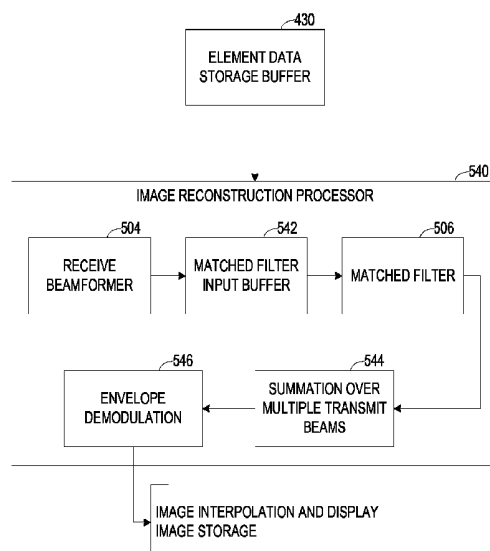 430
ELEMENT DATA
STORAGE BUFFER
540
IMAGE RECONSTRUCTION PROCESSOR
504
RECEIVE
BEAMFORMER
542
MATCHED FILTER
INPUT BUFFER
506
MATCHED FILTER
546
ENVELOPE
DEMODULATION
544
SUMMATION OVER
MULTIPLE TRANSMIT
BEAMS
IMAGE INTERPOLATION AND DISPLAY
IMAGE STORAGE